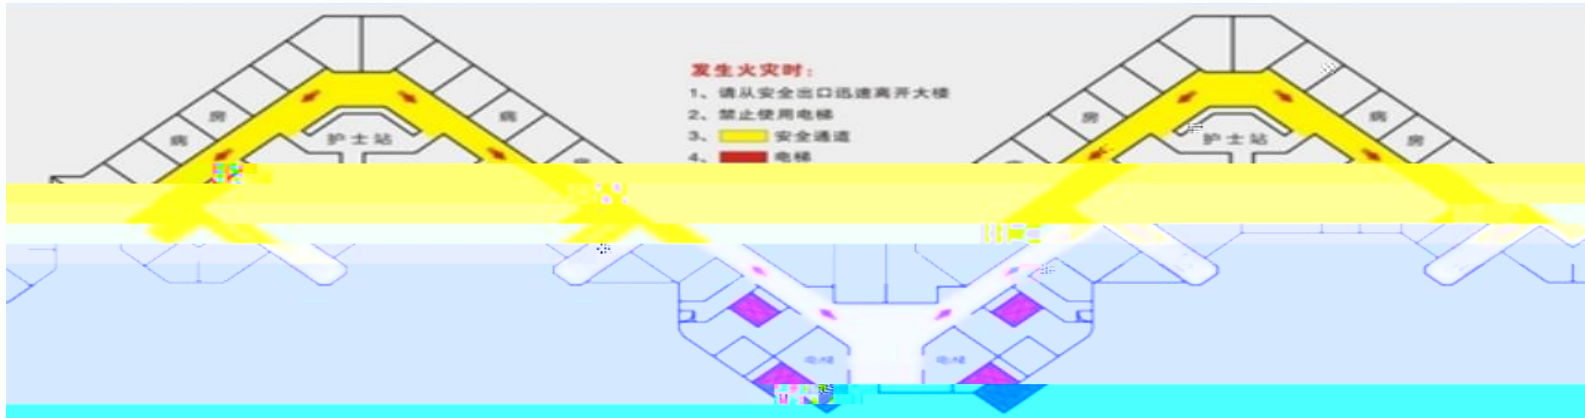 发生火灾时：
1、请从安全出口迅速离开大楼
2、禁止使用电梯
3、 安全通道
4、 电梯
病 房
护士站
病
房
房
病
护士站
病
房
电梯
电梯